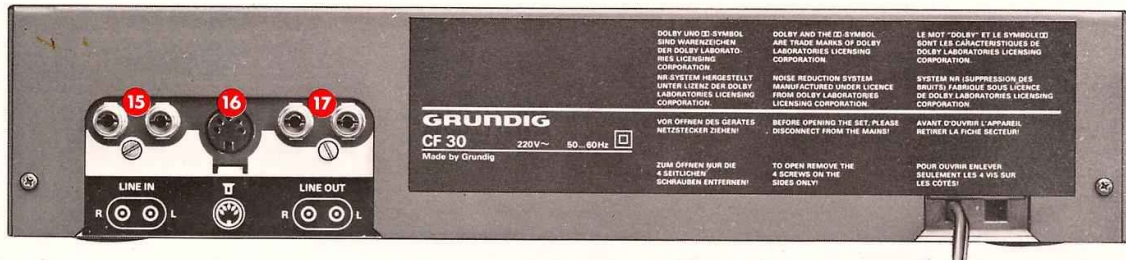 15
16
17
LINE IN
LINE OUT
R
L
R
L
GRUNDIG
CF 30
220V~
50...60Hz
Made by Grundig
DOLBY UND DD-SYMBOL
SIND WARENZEICHEN
DER DOLBY LABORATO-
RIES LICENSING
CORPORATION.
NR-SYSTEM HERGESTELLT
UNTER LIZENZ DER DOLBY
LABORATORIES LICENSING
CORPORATION.
VOR ÖFFNEN DES GERÄTES
NETZSTECKER ZIEHEN!
ZUM ÖFFNEN NUR DIE
4 SEITLICHEN
SCHRAUBEN ENTFERNEN!
DOLBY AND THE DD-SYMBOL
ARE TRADE MARKS OF DOLBY
LABORATORIES LICENSING
CORPORATION.
NOISE REDUCTION SYSTEM
MANUFACTURED UNDER LICENCE
FROM DOLBY LABORATORIES
LICENSING CORPORATION.
BEFORE OPENING THE SET, PLEASE
DISCONNECT FROM THE MAINS!
TO OPEN REMOVE THE
4 SCREWS ON THE
SIDES ONLY!
LE MOT "DOLBY" ET LE SYMBOLE DD
SONT LES CARACTERISTIQUES DE
DOLBY LABORATORIES LICENSING
CORPORATION.
SYSTEM NR (SUPPRESSION DES
BRUITS) FABRIQUE SOUS LICENCE
DE DOLBY LABORATORIES LICENSING
CORPORATION.
AVANT D'OUVRIR L'APPAREIL
RETIRER LA FICHE SECTEUR!
POUR OUVRIR ENLEVER
SEULEMENT LES 4 VIS SUR
LES CÔTÉS!